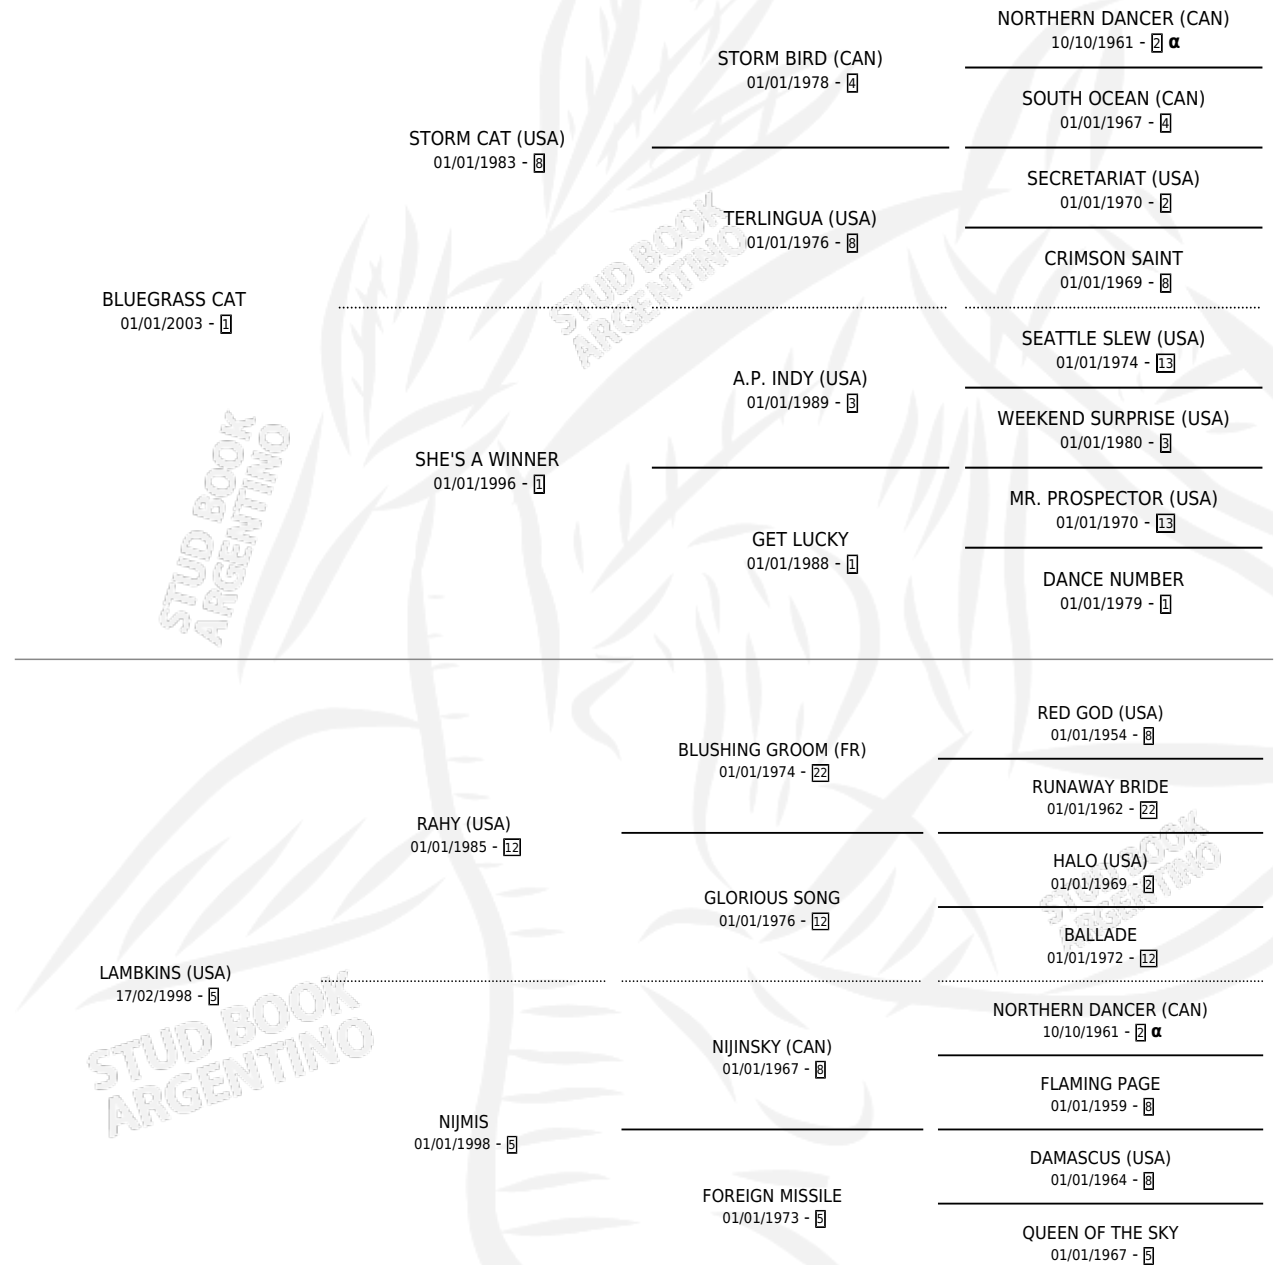 NORTHERN DANCER (CAN)
10/10/1961 - 2 α
STORM BIRD (CAN)
01/01/1978 - 4
SOUTH OCEAN (CAN)
01/01/1967 - 4
STORM CAT (USA)
01/01/1983 - 8
SECRETARIAT (USA)
01/01/1970 - 2
TERLINGUA (USA)
01/01/1976 - 8
CRIMSON SAINT
01/01/1969 - 8
BLUEGRASS CAT
01/01/2003 - 1
SEATTLE SLEW (USA)
01/01/1974 - 13
A.P. INDY (USA)
01/01/1989 - 3
WEEKEND SURPRISE (USA)
01/01/1980 - 3
SHE'S A WINNER
01/01/1996 - 1
MR. PROSPECTOR (USA)
01/01/1970 - 13
GET LUCKY
01/01/1988 - 1
DANCE NUMBER
01/01/1979 - 1
RED GOD (USA)
01/01/1954 - 8
BLUSHING GROOM (FR)
01/01/1974 - 22
RUNAWAY BRIDE
01/01/1962 - 22
RAHY (USA)
01/01/1985 - 12
HALO (USA)
01/01/1969 - 2
GLORIOUS SONG
01/01/1976 - 12
BALLADE
01/01/1972 - 12
LAMBKINS (USA)
17/02/1998 - 5
NORTHERN DANCER (CAN)
10/10/1961 - 2 α
NIJINSKY (CAN)
01/01/1967 - 8
FLAMING PAGE
01/01/1959 - 8
NIJMIS
01/01/1998 - 5
DAMASCUS (USA)
01/01/1964 - 8
FOREIGN MISSILE
01/01/1973 - 5
QUEEN OF THE SKY
01/01/1967 - 5
STUD BOOK
ARGENTINO
STUD BOOK
ARGENTINO
STUD BOOK
ARGENTINO
STUD BOOK
ARGENTINO